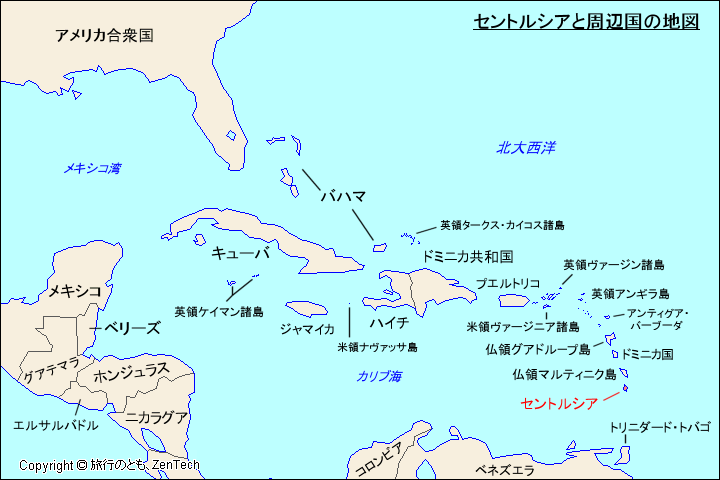 セントルシアと周辺国の地図
アメリカ合衆国
北大西洋
メキシコ湾
バハマ
英領タークス・カイコス諸島
キューバ
ドミニカ共和国
英領ヴァージン諸島
プエルトリコ
メキシコ
英領アンギラ島
英領ケイマン諸島
アンティグア・
バーブーダ
ベリーズ
ジャマイカ
ハイチ
米領ヴァージニア諸島
米領ナヴァッサ島
仏領グアドループ島
ドミニカ国
グアテマラ
ホンジュラス
カリブ海
仏領マルティニク島
セントルシア
ニカラグア
エルサルバドル
トリニダード・トバゴ
コロンビア
ベネズエラ
Copyright © 旅行のとも、ZenTech